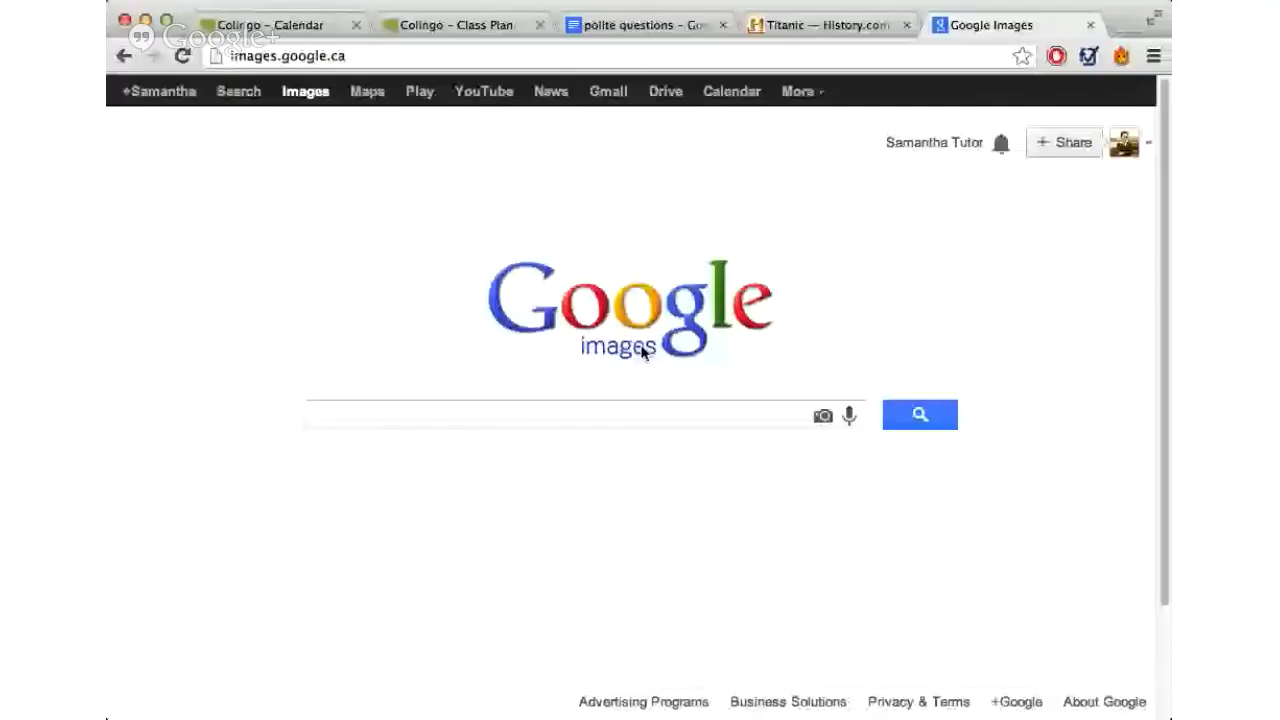 Colingo - Calendar
Colingo - Class Plan
polite questions - Go
Titanic — History.com
Google Images
Google+
images.google.ca
+Samantha Search Images Maps Play YouTube News Gmail Drive Calendar More
Samantha Tutor + Share
Google
images
Advertising Programs Business Solutions Privacy & Terms +Google About Google